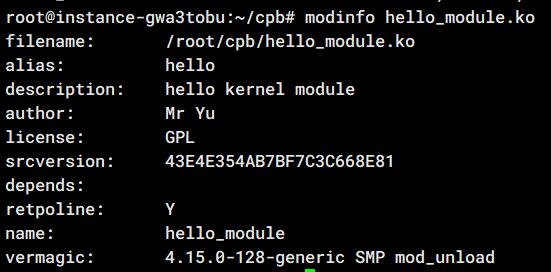 root@instance-gwa3tobu:~/cpb# modinfo hello_module.ko
filename:       /root/cpb/hello_module.ko
alias:          hello
description:    hello kernel module
author:         Mr Yu
license:        GPL
srcversion:     43E4E354AB7BF7C3C668E81
depends:
retpoline:      Y
name:           hello_module
vermagic:       4.15.0-128-generic SMP mod_unload